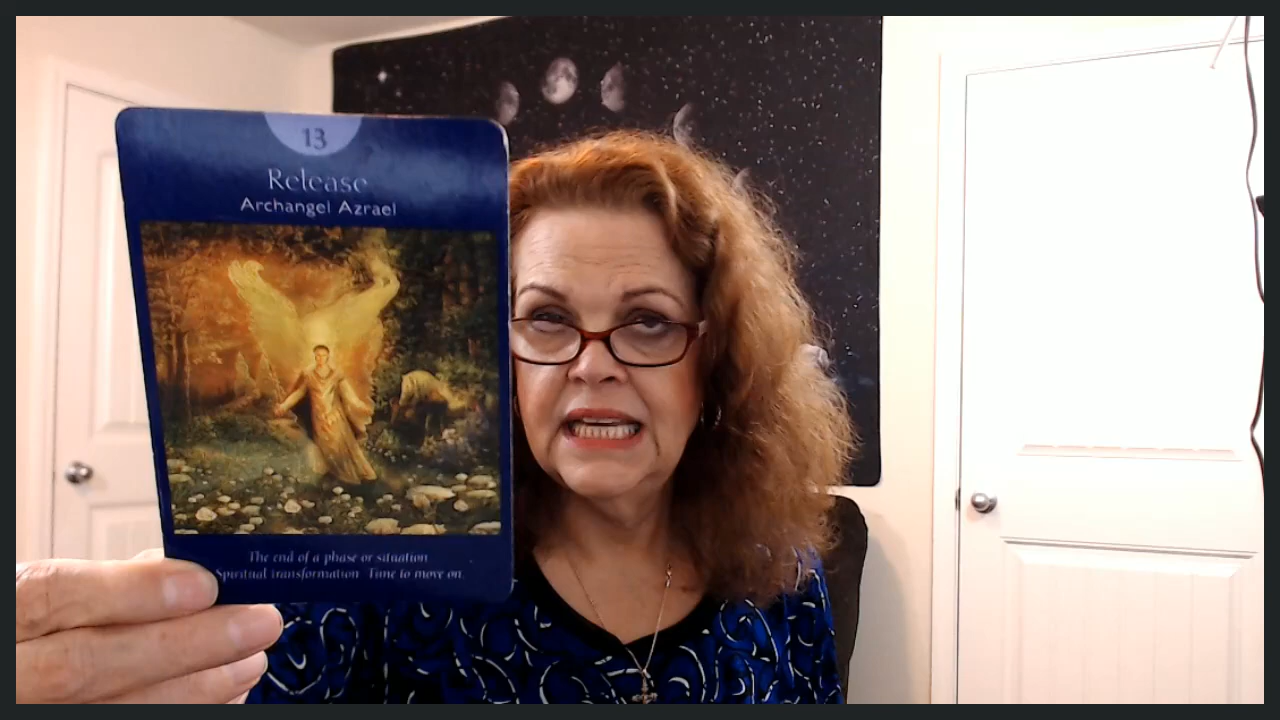 13
Release
Archangel Azrael
The end of a phase or situation
Spiritual transformation. Time to move on.